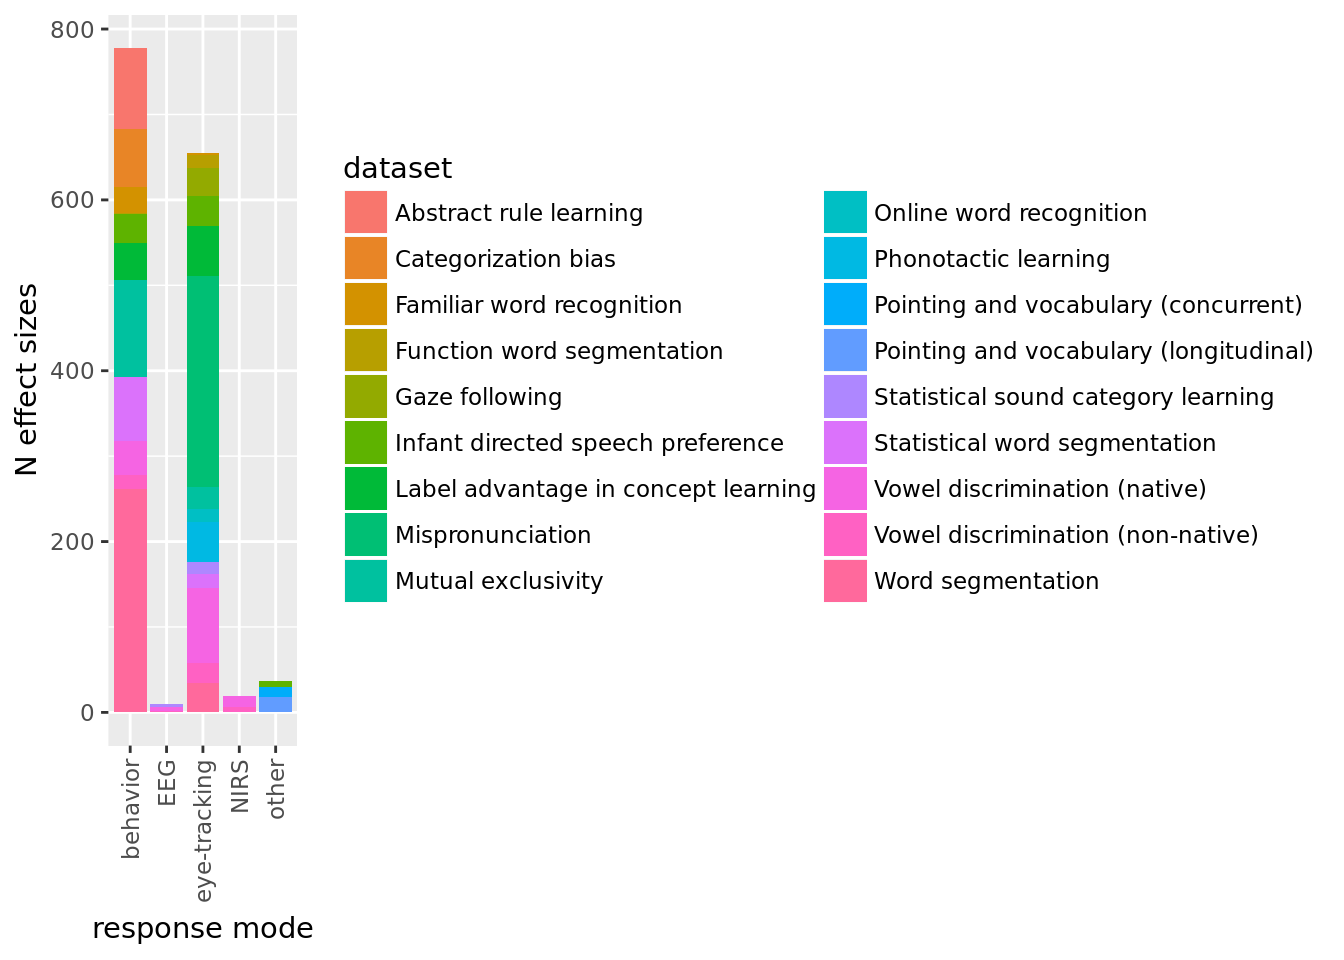 800
600
400
200
0
N effect sizes
behavior
EEG
eye-tracking
NIRS
other
response mode
dataset
Abstract rule learning
Categorization bias
Familiar word recognition
Function word segmentation
Gaze following
Infant directed speech preference
Label advantage in concept learning
Mispronunciation
Mutual exclusivity
Online word recognition
Phonotactic learning
Pointing and vocabulary (concurrent)
Pointing and vocabulary (longitudinal)
Statistical sound category learning
Statistical word segmentation
Vowel discrimination (native)
Vowel discrimination (non-native)
Word segmentation